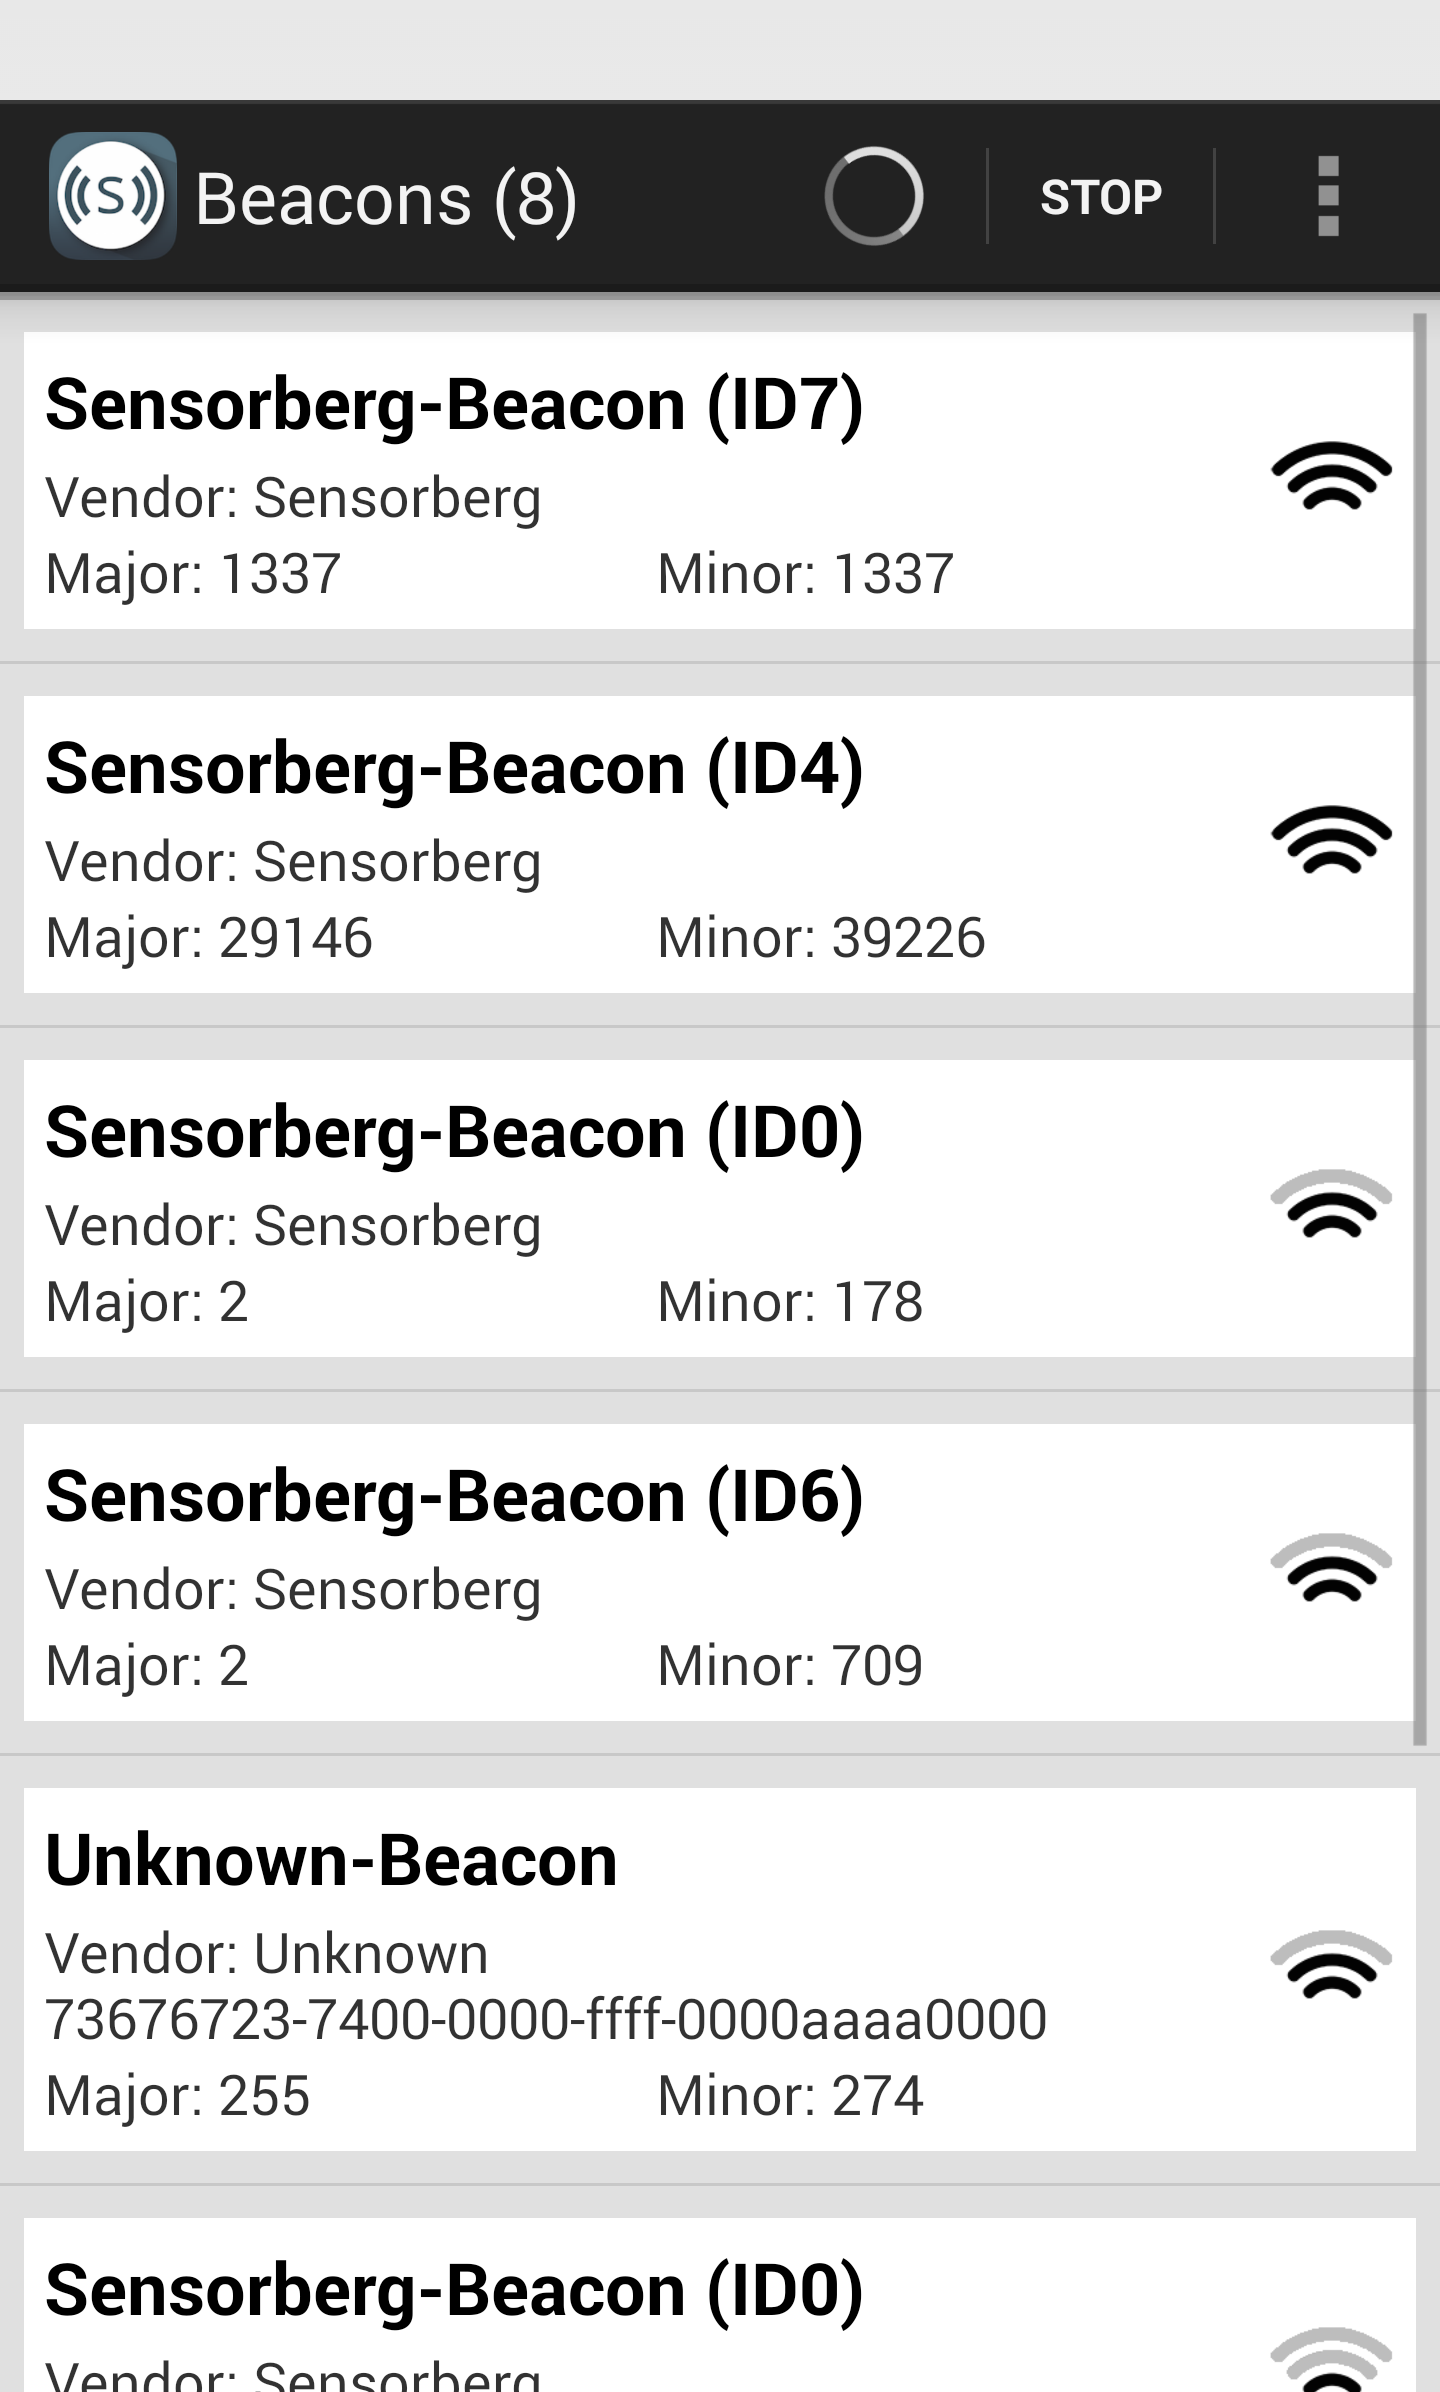 S
Beacons (8)
STOP
Sensorberg-Beacon (ID7)
Vendor: Sensorberg
Major: 1337 Minor: 1337
Sensorberg-Beacon (ID4)
Vendor: Sensorberg
Major: 29146 Minor: 39226
Sensorberg-Beacon (ID0)
Vendor: Sensorberg
Major: 2 Minor: 178
Sensorberg-Beacon (ID6)
Vendor: Sensorberg
Major: 2 Minor: 709
Unknown-Beacon
Vendor: Unknown
73676723-7400-0000-ffff-0000aaaa0000
Major: 255 Minor: 274
Sensorberg-Beacon (ID0)
Vendor: Sensorberg